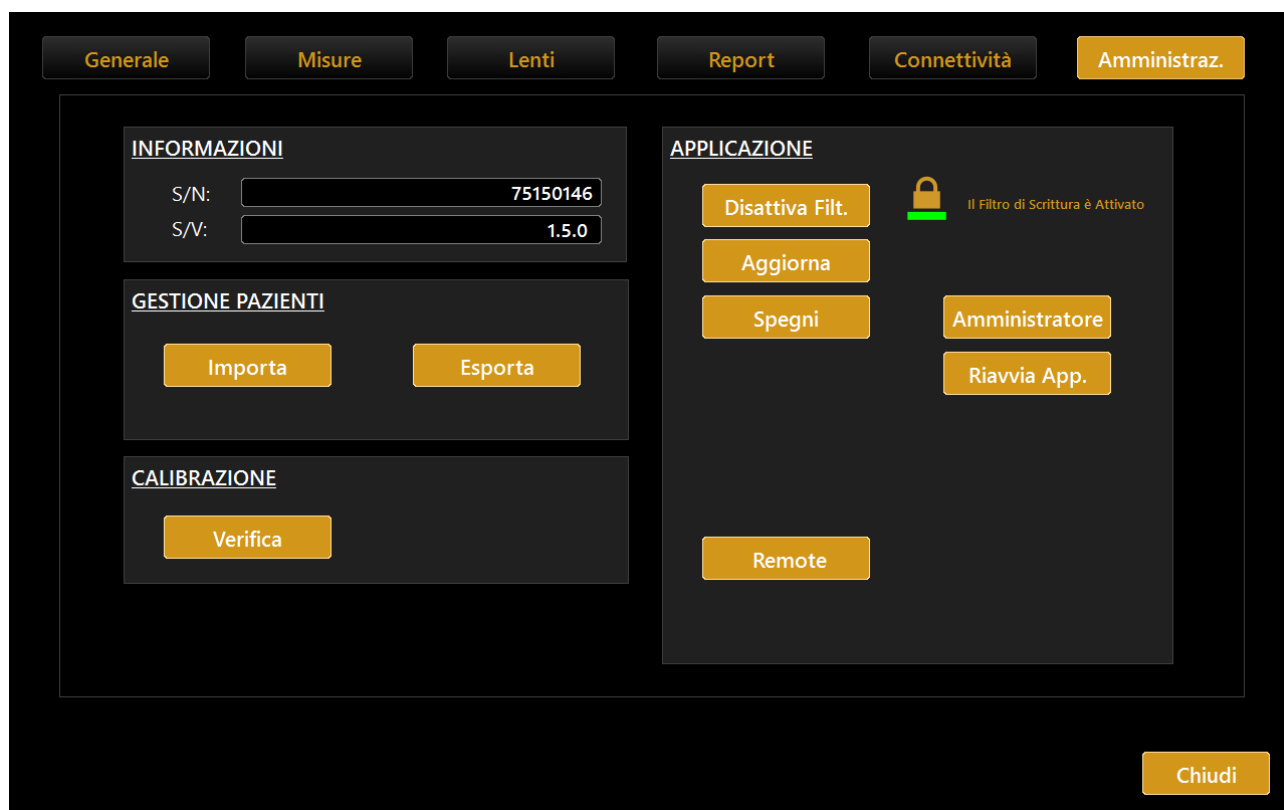 Generale
Misure
Lenti
Report
Connettività
Amministraz.
INFORMAZIONI
S/N:
75150146
S/V:
1.5.0
GESTIONE PAZIENTI
Importa
Esporta
CALIBRAZIONE
Verifica
APPLICAZIONE
Disattiva Filt.
Il Filtro di Scrittura è Attivato
Aggiorna
Spegni
Amministratore
Riavvia App.
Remote
Chiudi